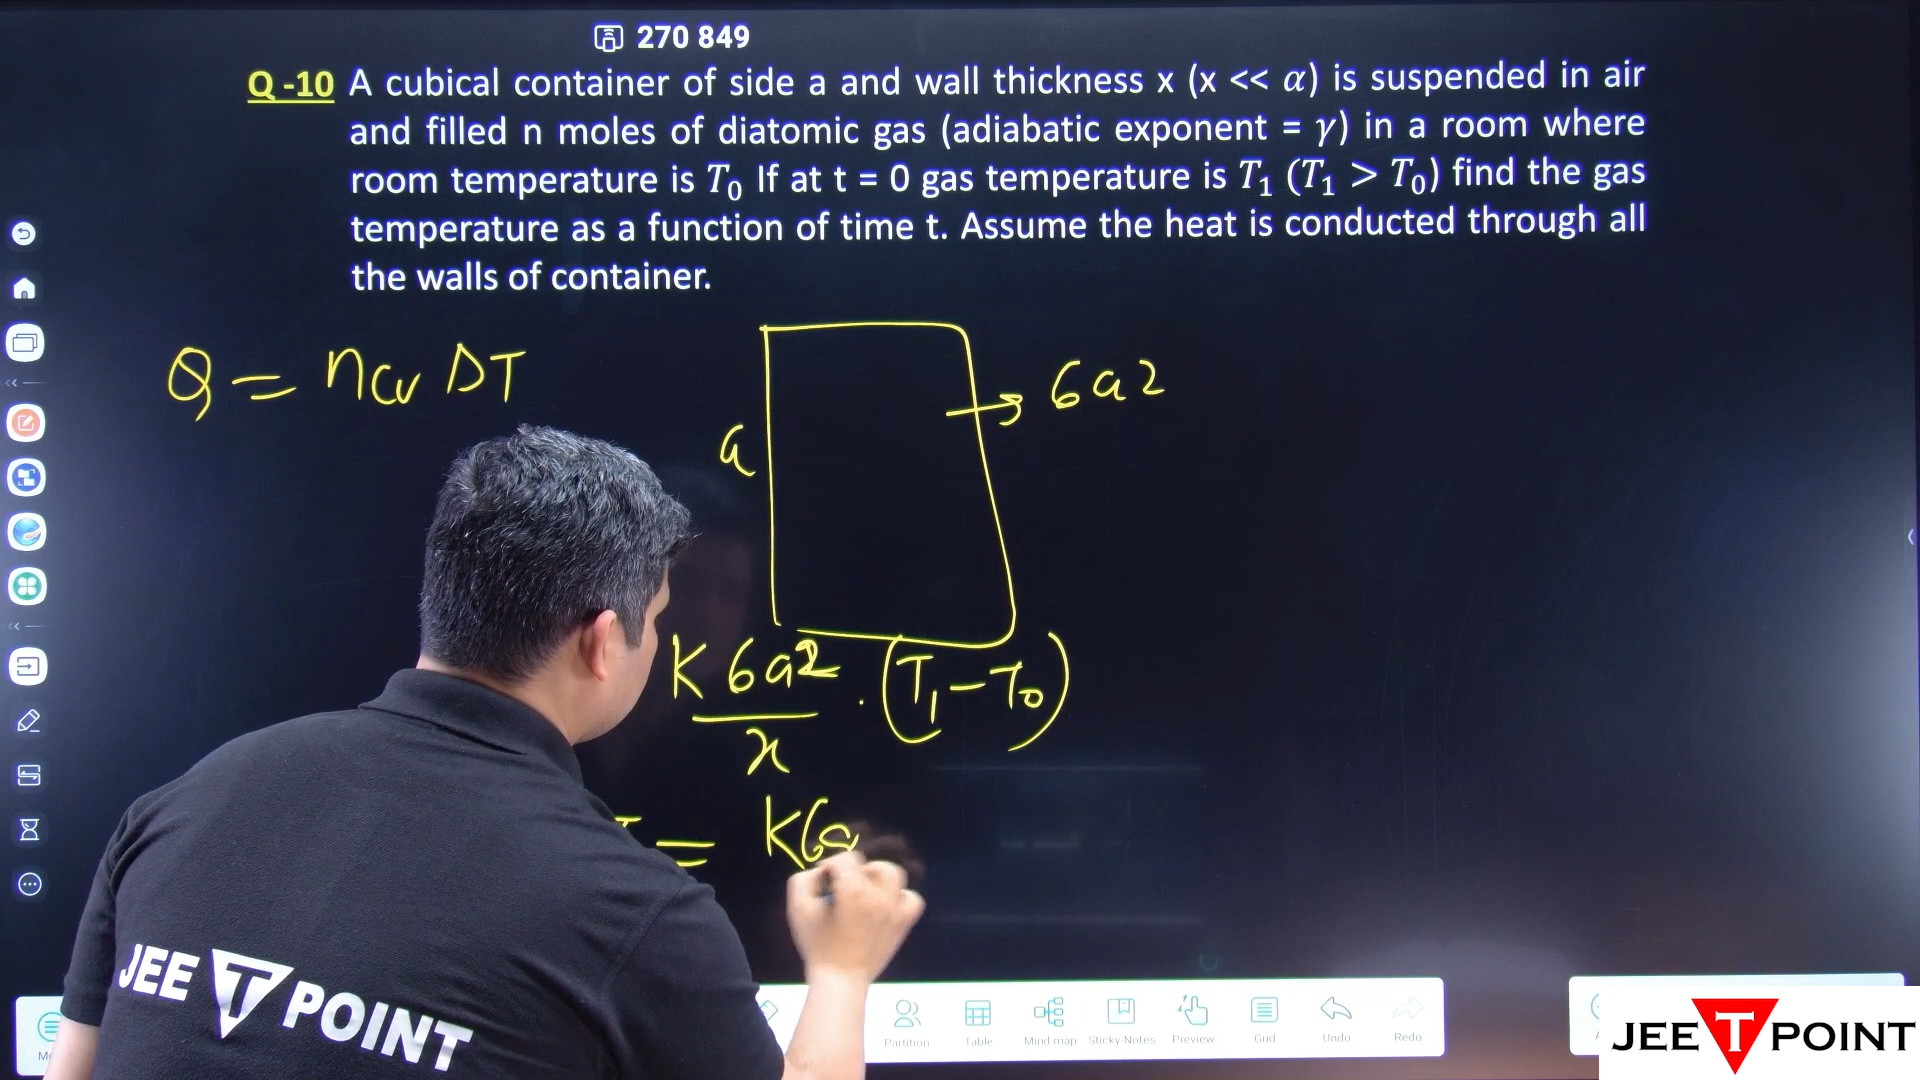 270 849
Q -10 A cubical container of side a and wall thickness x (x << α) is suspended in air
and filled n moles of diatomic gas (adiabatic exponent = γ) in a room where
room temperature is T₀ If at t = 0 gas temperature is T₁ (T₁ > T₀) find the gas
temperature as a function of time t. Assume the heat is conducted through all
the walls of container.
Q = nCv ΔT
6a2
a
K 6a2 . (T₁ - T₀)
x
= K6a
JEE T POINT
Partition
Table
Mind map
Sticky Notes
Preview
Grid
Undo
Redo
JEE T POINT